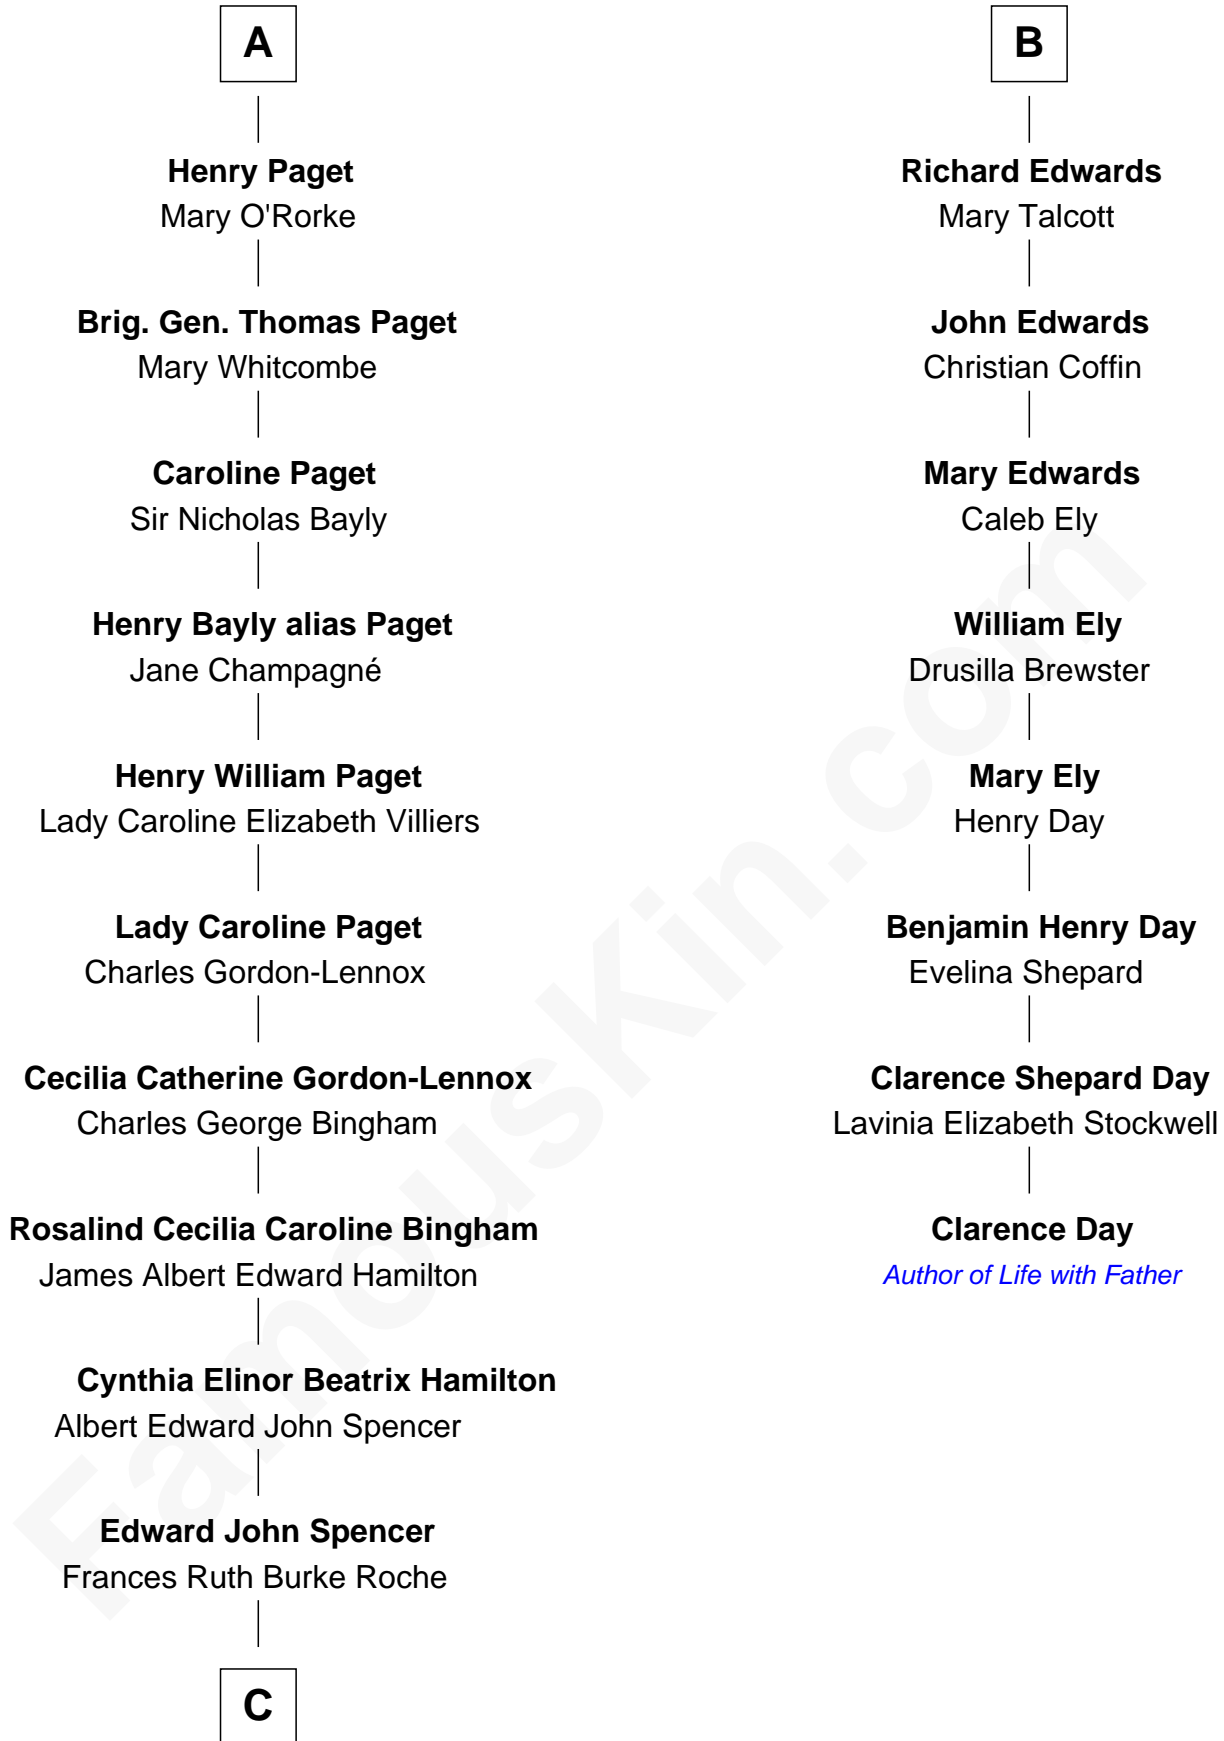 A
Henry Paget
Mary O'Rorke
Brig. Gen. Thomas Paget
Mary Whitcombe
Caroline Paget
Sir Nicholas Bayly
Henry Bayly alias Paget
Jane Champagné
Henry William Paget
Lady Caroline Elizabeth Villiers
Lady Caroline Paget
Charles Gordon-Lennox
Cecilia Catherine Gordon-Lennox
Charles George Bingham
Rosalind Cecilia Caroline Bingham
James Albert Edward Hamilton
Cynthia Elinor Beatrix Hamilton
Albert Edward John Spencer
Edward John Spencer
Frances Ruth Burke Roche
C
B
Richard Edwards
Mary Talcott
John Edwards
Christian Coffin
Mary Edwards
Caleb Ely
William Ely
Drusilla Brewster
Mary Ely
Henry Day
Benjamin Henry Day
Evelina Shepard
Clarence Shepard Day
Lavinia Elizabeth Stockwell
Clarence Day
Author of Life with Father
FamousKin.com